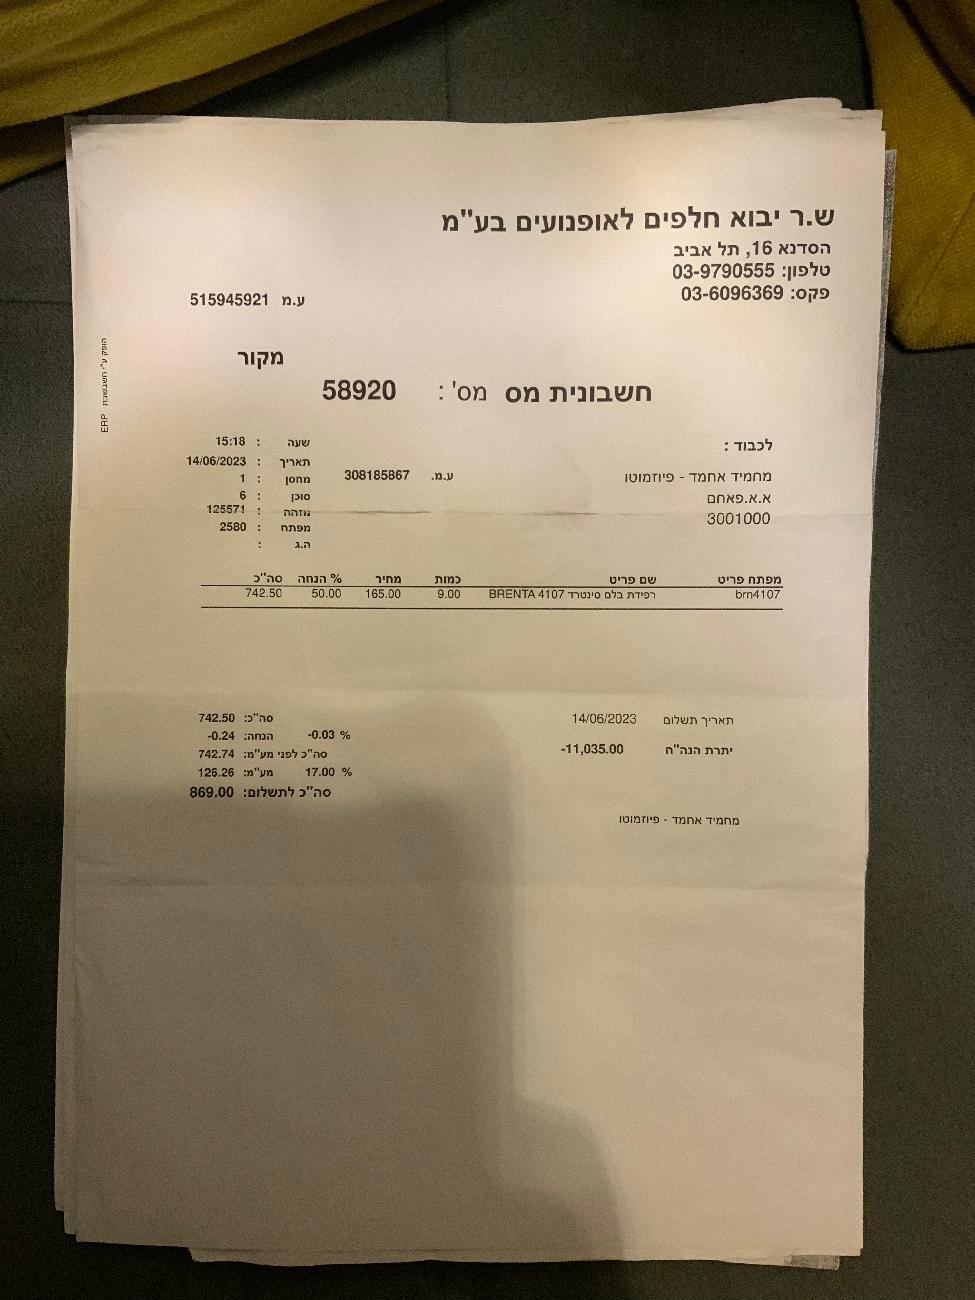 ש.ר יבוא חלפים לאופנועים בע"מ
הסדנא 16, תל אביב
טלפון: 03-9790555
פקס: 03-6096369
ע.מ 515945921
מקור
חשבונית מס מס' : 58920
הופק ע"י חשבשבת ERP
לכבוד :
מחמיד אחמד - פיוזמוטו
א.א.פאחם
3001000
ע.מ. 308185867
שעה : 15:18
תאריך : 14/06/2023
מחסן : 1
סוכן : 6
מזהה : 125571
מפתח : 2580
ה.ג :
מפתח פריט שם פריט כמות מחיר % הנחה סה"כ
brn4107 רפידת בלם סינטרד BRENTA 4107 9.00 165.00 50.00 742.50
תאריך תשלום 14/06/2023
יתרת הנה"ח -11,035.00
סה"כ: 742.50
% -0.03 הנחה: -0.24
סה"כ לפני מע"מ: 742.74
% 17.00 מע"מ: 126.26
סה"כ לתשלום: 869.00
מחמיד אחמד - פיוזמוטו